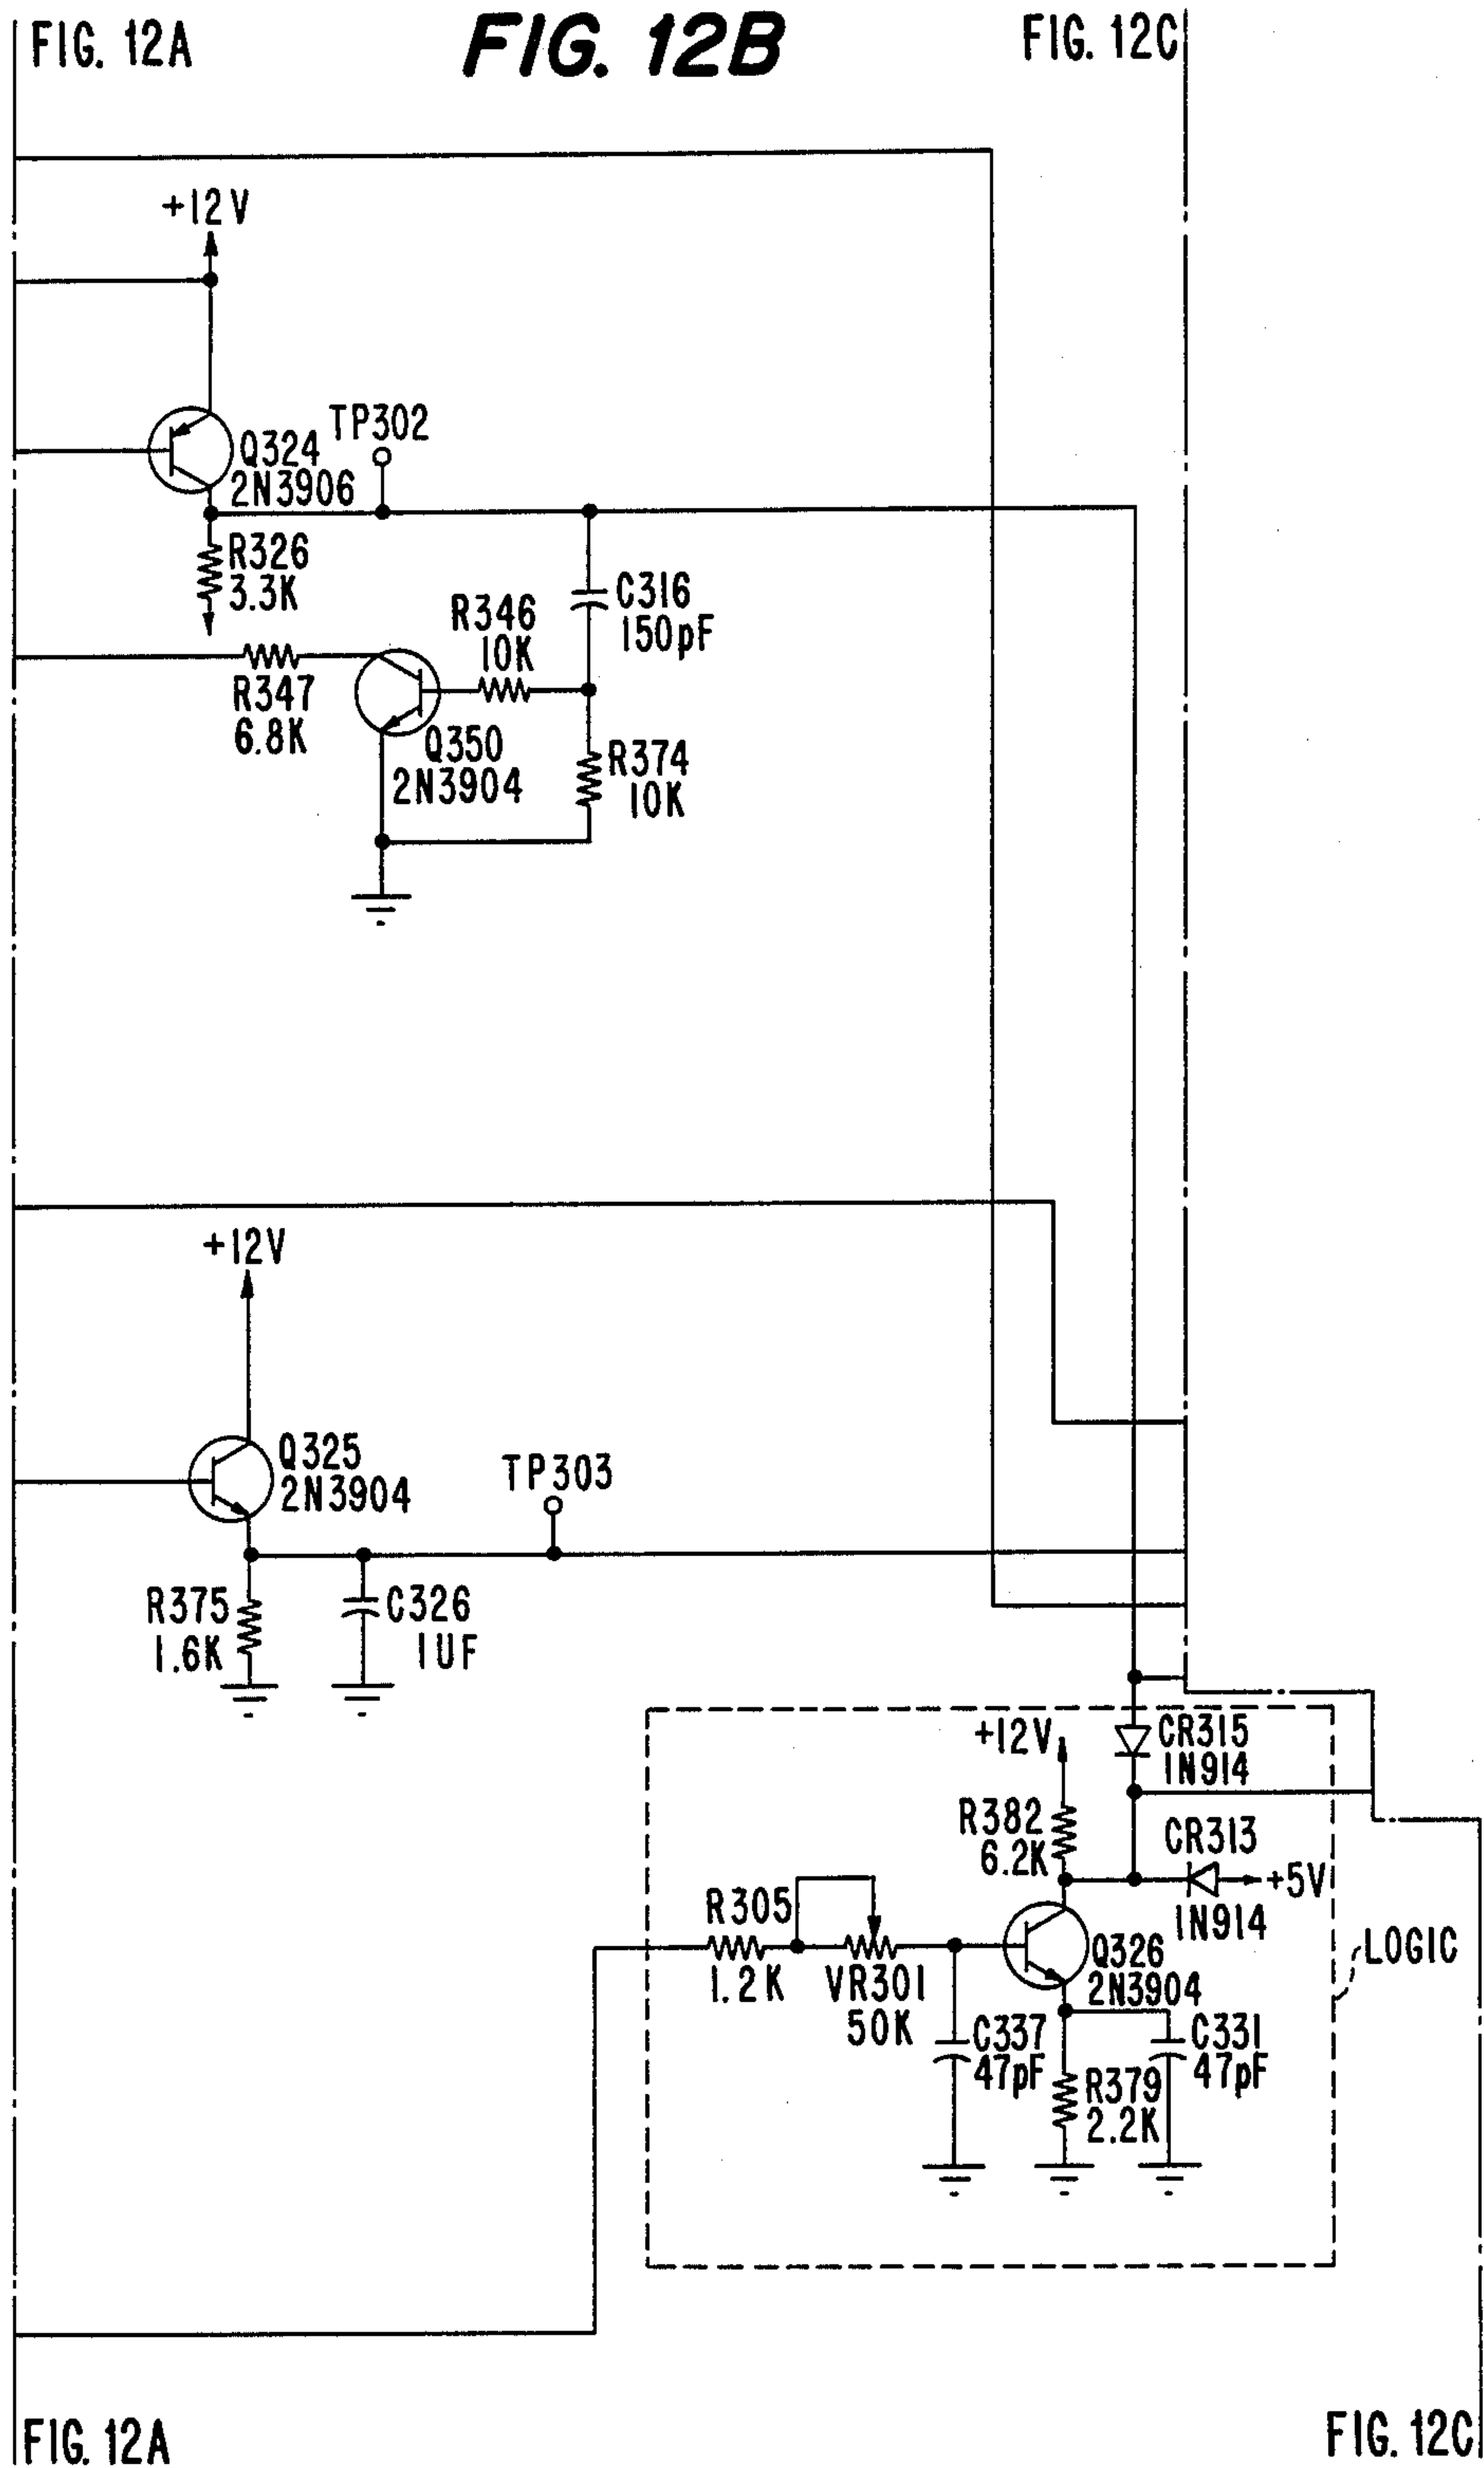 FIG. 12A
FIG. 12B
FIG. 12C
+12V
Q324
2N3906
TP302
R326
3.3K
R346
10K
C316
150pF
R347
6.8K
Q350
2N3904
R374
10K
+12V
Q325
2N3904
TP303
R375
1.6K
C326
1UF
+12V
CR315
1N914
R382
6.2K
CR313
+5V
1N914
R305
1.2K
VR301
50K
Q326
2N3904
LOGIC
C337
47pF
R379
2.2K
C331
47pF
FIG. 12A
FIG. 12C